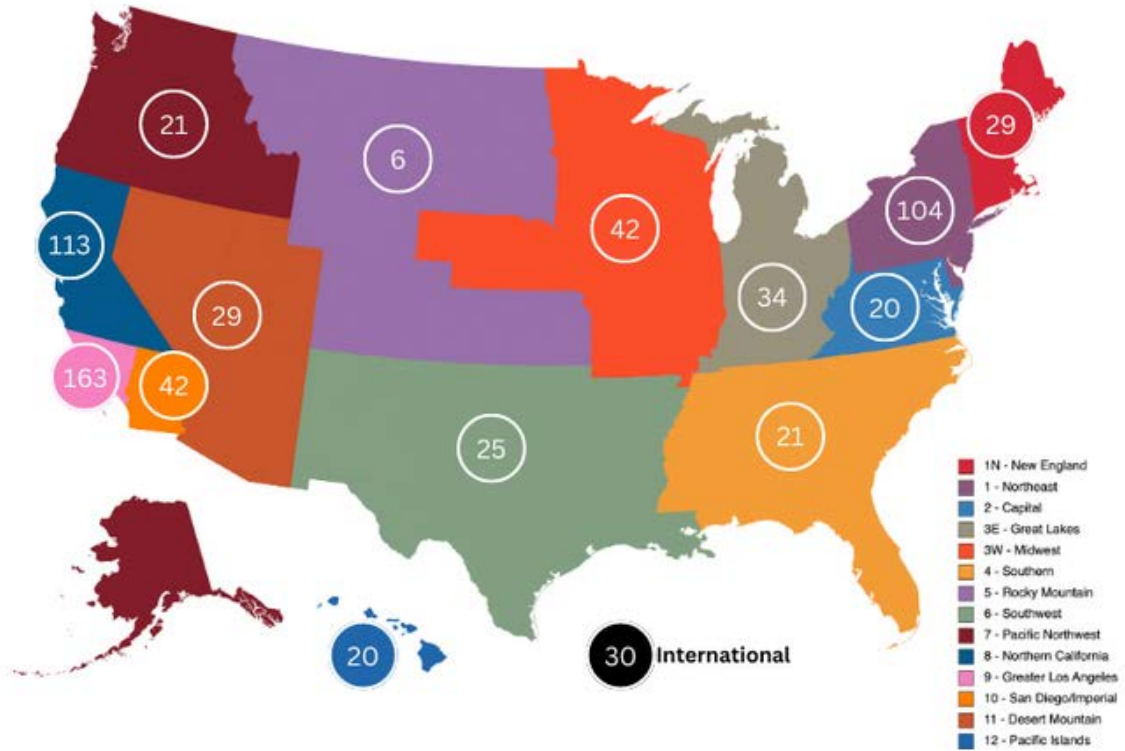 21
6
29
104
113
42
34
20
29
163
42
25
21
20
30 International
1N - New England
1 - Northeast
2 - Capital
3E - Great Lakes
3W - Midwest
4 - Southern
5 - Rocky Mountain
6 - Southwest
7 - Pacific Northwest
8 - Northern California
9 - Greater Los Angeles
10 - San Diego/Imperial
11 - Desert Mountain
12 - Pacific Islands